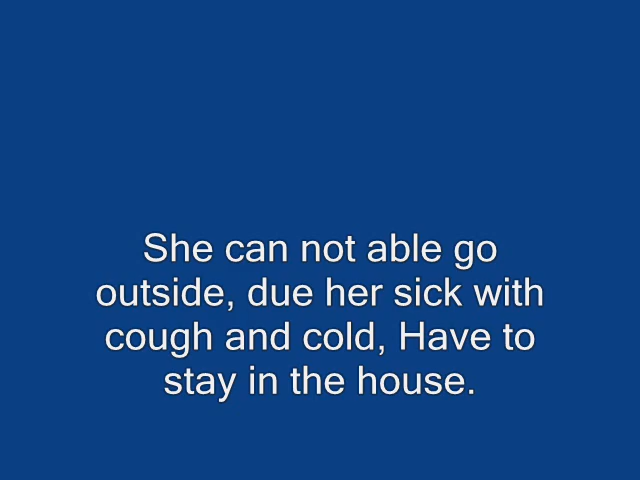 She can not able go
outside, due her sick with
cough and cold, Have to
stay in the house.